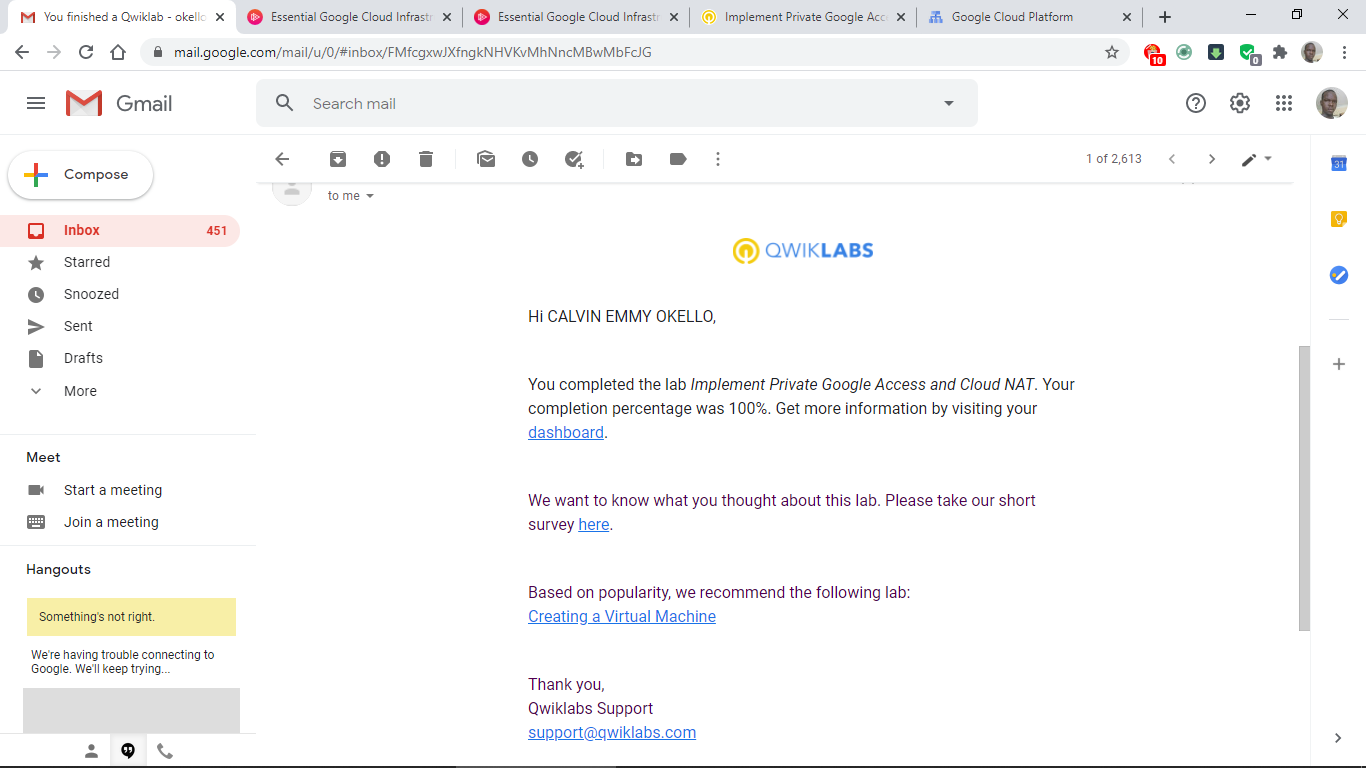 You finished a Qwiklab - okello
Essential Google Cloud Infrastr
Essential Google Cloud Infrastr
Implement Private Google Acc
Google Cloud Platform
mail.google.com/mail/u/0/#inbox/FMfcgxwJXfngkNHVKvMhNncMBwMbFcJG
10
0
Gmail
Search mail
Compose
1 of 2,613
31
to me
Inbox 451
Starred
Snoozed
Sent
Drafts
More
Meet
Start a meeting
Join a meeting
Hangouts
Something's not right.
We're having trouble connecting to
Google. We'll keep trying...
QWIKLABS
Hi CALVIN EMMY OKELLO,
You completed the lab Implement Private Google Access and Cloud NAT. Your
completion percentage was 100%. Get more information by visiting your
dashboard.
We want to know what you thought about this lab. Please take our short
survey here.
Based on popularity, we recommend the following lab:
Creating a Virtual Machine
Thank you,
Qwiklabs Support
support@qwiklabs.com